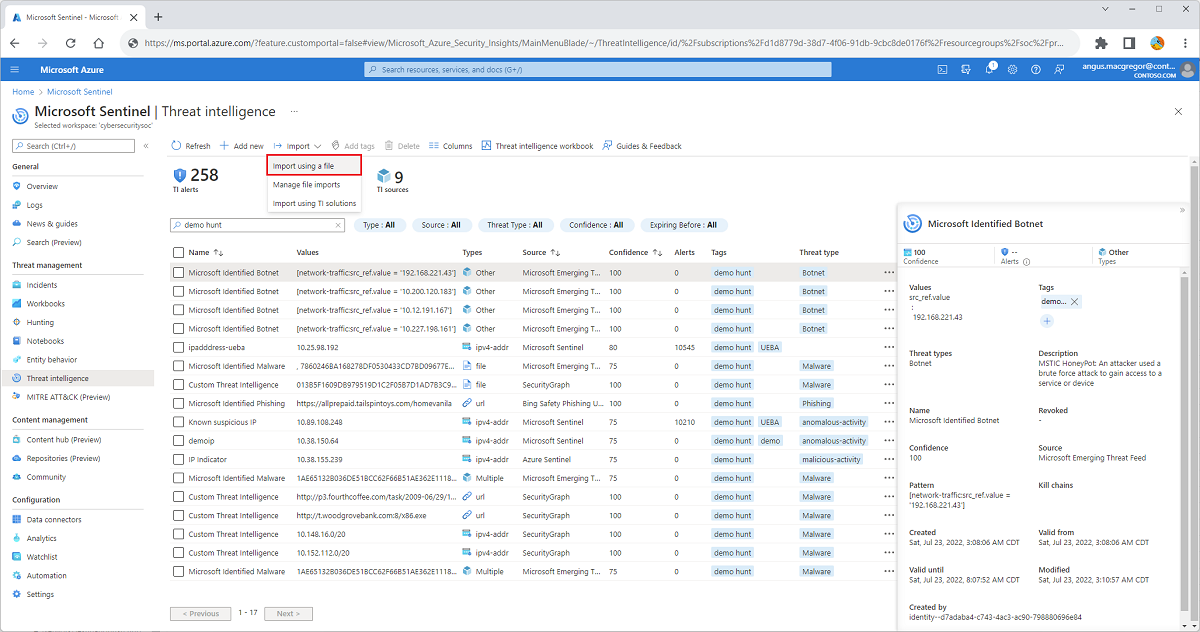 Microsoft Sentinel - Microsoft
https://ms.portal.azure.com/?feature.customportal=false#view/Microsoft_Azure_Security_Insights/MainMenuBlade/~/ThreatIntelligence/id/%2Fsubscriptions%2Fd1d8779d-38d7-4f06-91db-9cbc8de0176f%2Fresourcegroups%2Fsoc%2Fpr...
Microsoft Azure
Search resources, services, and docs (G+/)
1
angus.macgregor@cont...
CONTOSO.COM
Home > Microsoft Sentinel
Microsoft Sentinel | Threat intelligence ...
Selected workspace: 'cybersecuritysoc'
Search (Ctrl+/)
General
Overview
Logs
News & guides
Search (Preview)
Threat management
Incidents
Workbooks
Hunting
Notebooks
Entity behavior
Threat intelligence
MITRE ATT&CK (Preview)
Content management
Content hub (Preview)
Repositories (Preview)
Community
Configuration
Data connectors
Analytics
Watchlist
Automation
Settings
Refresh Add new Import Add tags Delete Columns Threat intelligence workbook Guides & Feedback
Import using a file
Manage file imports
Import using TI solutions
258
TI alerts
9
TI sources
demo hunt
Type : All Source : All Threat Type : All Confidence : All Expiring Before : All
Name Values Types Source Confidence Alerts Tags Threat type
Microsoft Identified Botnet [network-traffic:src_ref.value = '192.168.221.43'] Other Microsoft Emerging T... 100 0 demo hunt Botnet
Microsoft Identified Botnet [network-traffic:src_ref.value = '10.200.120.183'] Other Microsoft Emerging T... 100 0 demo hunt Botnet
Microsoft Identified Botnet [network-traffic:src_ref.value = '10.12.191.167'] Other Microsoft Emerging T... 100 0 demo hunt Botnet
Microsoft Identified Botnet [network-traffic:src_ref.value = '10.227.198.161'] Other Microsoft Emerging T... 100 0 demo hunt Botnet
ipadddress-ueba 10.25.98.192 ipv4-addr Microsoft Sentinel 80 10545 demo hunt UEBA
Microsoft Identified Malware , 7860246BA168278DF0530433CD7BD09677E... file Microsoft Emerging T... 75 0 demo hunt Malware
Custom Threat Intelligence 013B5F1609D8979519D1C2F05B7D1AD7B3C9... file SecurityGraph 100 0 demo hunt Malware
Microsoft Identified Phishing https://allprepaid.tailspintoys.com/homevanila url Bing Safety Phishing U... 100 0 demo hunt Phishing
Known suspicious IP 10.89.108.248 ipv4-addr Microsoft Sentinel 75 10210 demo hunt UEBA anomalous-activity
demoip 10.38.150.64 ipv4-addr Microsoft Sentinel 75 0 demo hunt demo anomalous-activity
IP Indicator 10.38.155.239 ipv4-addr Azure Sentinel 75 0 demo hunt malicious-activity
Microsoft Identified Malware 1AE65132B036DE51BCC62F66B51AE362E1118... Multiple Microsoft Emerging T... 75 0 demo hunt Malware
Custom Threat Intelligence http://p3.fourthcoffee.com/task/2009-06/29/1... url SecurityGraph 100 0 demo hunt Malware
Custom Threat Intelligence http://t.woodgrovebank.com:8/x86.exe url SecurityGraph 100 0 demo hunt Malware
Custom Threat Intelligence 10.148.16.0/20 ipv4-addr SecurityGraph 100 0 demo hunt Malware
Custom Threat Intelligence 10.152.112.0/20 ipv4-addr SecurityGraph 100 0 demo hunt Malware
Microsoft Identified Malware 1AE65132B036DE51BCC62F66B51AE362E1118... Multiple Microsoft Emerging T... 75 0 demo hunt Malware
< Previous 1 - 17 Next >
Microsoft Identified Botnet
100
Confidence
--
Alerts
Other
Types
Values
src_ref.value
:
192.168.221.43
Tags
demo...
Threat types
Botnet
Description
MSTIC HoneyPot: An attacker used a
brute force attack to gain access to a
service or device
Name
Microsoft Identified Botnet
Revoked
-
Confidence
100
Source
Microsoft Emerging Threat Feed
Pattern
[network-traffic:src_ref.value =
'192.168.221.43']
Kill chains
Created
Sat, Jul 23, 2022, 3:08:06 AM CDT
Valid from
Sat, Jul 23, 2022, 3:08:06 AM CDT
Valid until
Sat, Jul 23, 2022, 8:07:52 AM CDT
Modified
Sat, Jul 23, 2022, 3:10:57 AM CDT
Created by
identity--d7adaba4-c743-4ac3-ac90-798880696e84